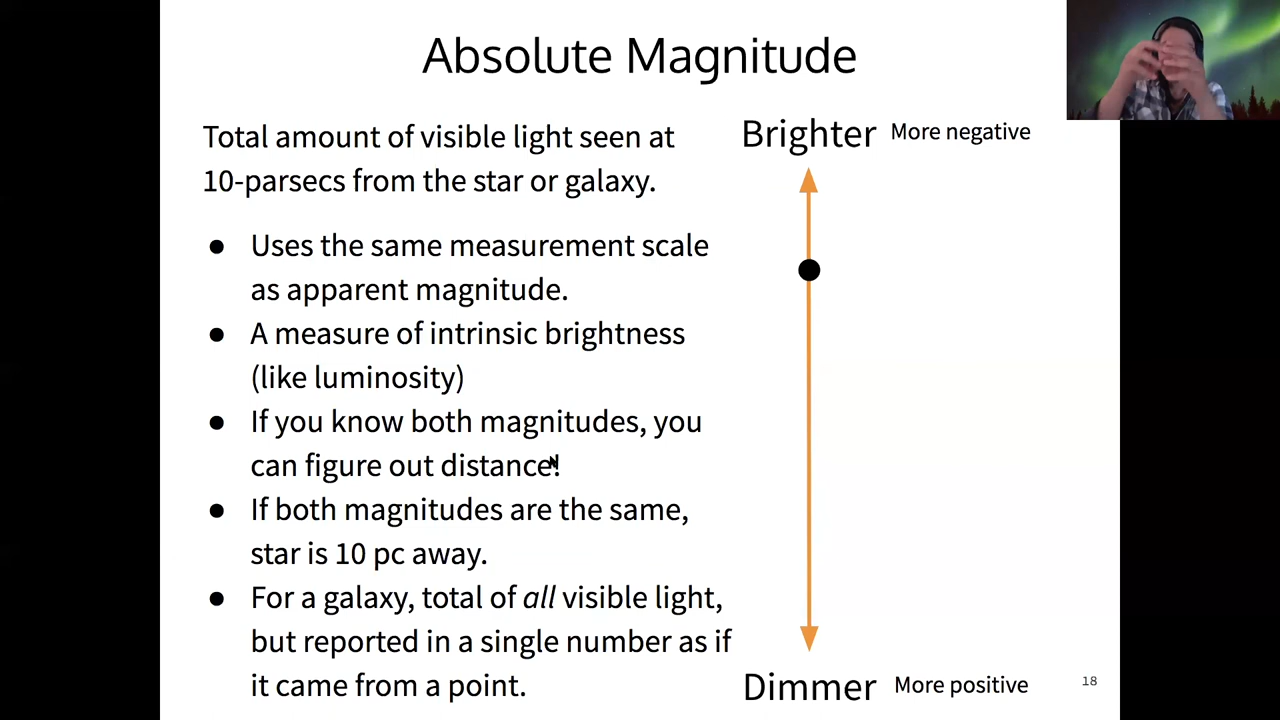 Absolute Magnitude
Total amount of visible light seen at
10-parsecs from the star or galaxy.
● Uses the same measurement scale
as apparent magnitude.
● A measure of intrinsic brightness
(like luminosity)
● If you know both magnitudes, you
can figure out distance!
● If both magnitudes are the same,
star is 10 pc away.
● For a galaxy, total of all visible light,
but reported in a single number as if
it came from a point.
Brighter More negative
Dimmer More positive
18